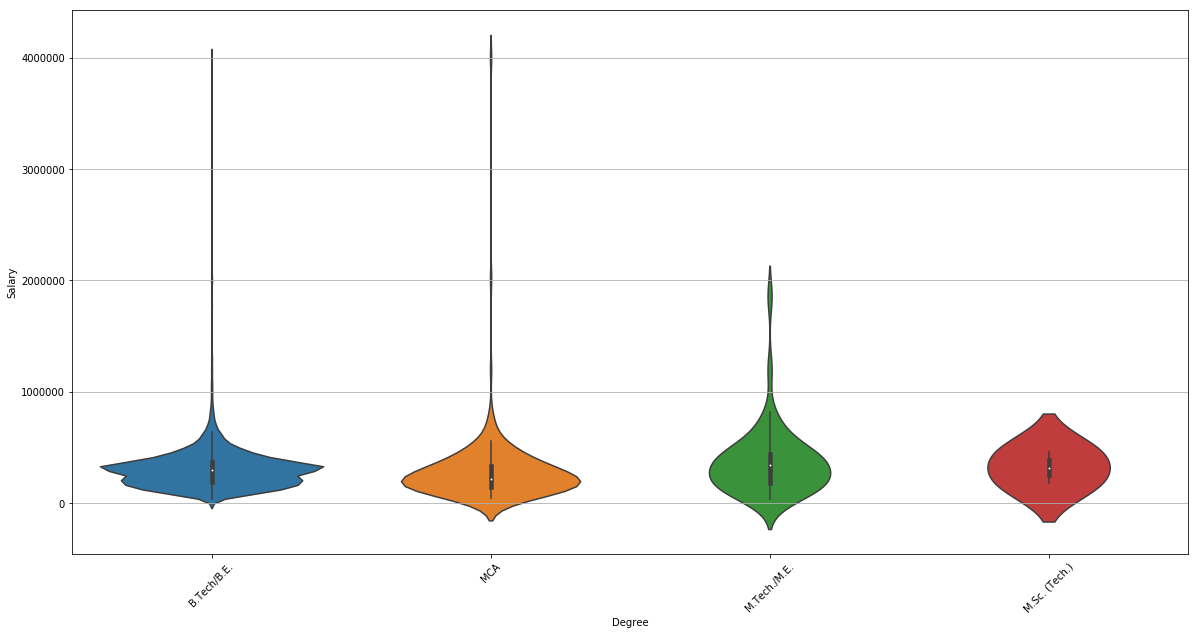 4000000
3000000
2000000
1000000
0
Salary
B.Tech/B.E.
MCA
M.Tech./M.E.
M.Sc. (Tech.)
Degree